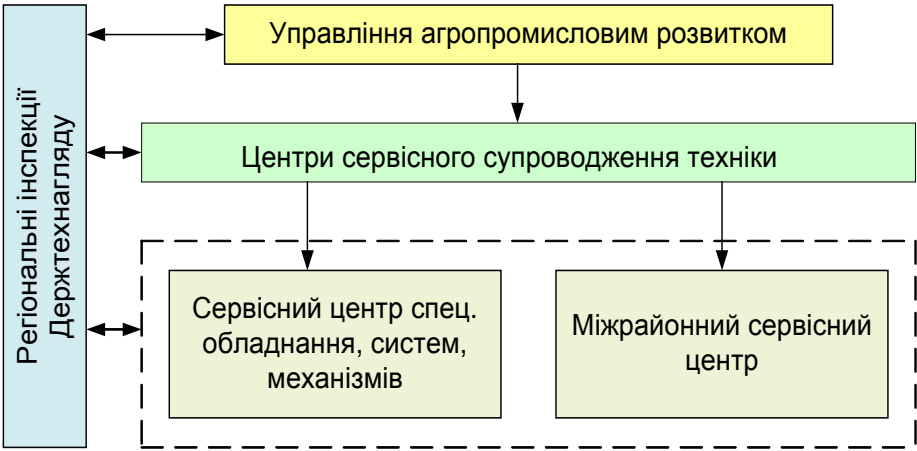 Регіональні інспекції
Держтехнагляду
Управління агропромисловим розвитком
Центри сервісного супроводження техніки
Сервісний центр спец.
обладнання, систем,
механізмів
Міжрайонний сервісний
центр